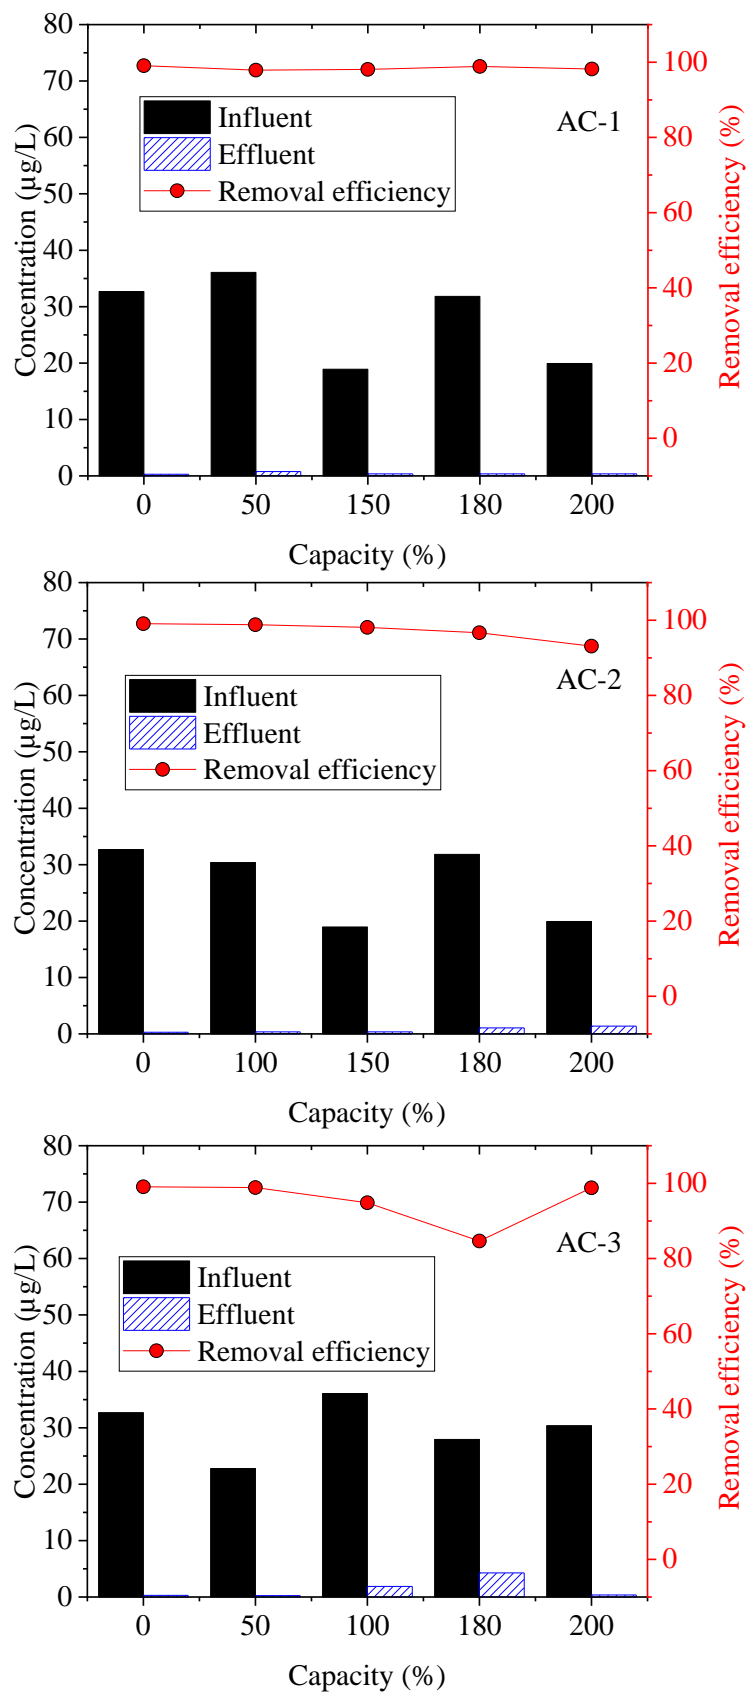 80
70
60
50
40
30
20
10
0
Concentration (µg/L)
Influent
Effluent
Removal efficiency
AC-1
100
80
60
40
20
0
Removal efficiency (%)
0 50 150 180 200
Capacity (%)
80
70
60
50
40
30
20
10
0
Concentration (µg/L)
Influent
Effluent
Removal efficiency
AC-2
100
80
60
40
20
0
Removal efficiency (%)
0 100 150 180 200
Capacity (%)
80
70
60
50
40
30
20
10
0
Concentration (µg/L)
Influent
Effluent
Removal efficiency
AC-3
100
80
60
40
20
0
Removal efficiency (%)
0 50 100 180 200
Capacity (%)